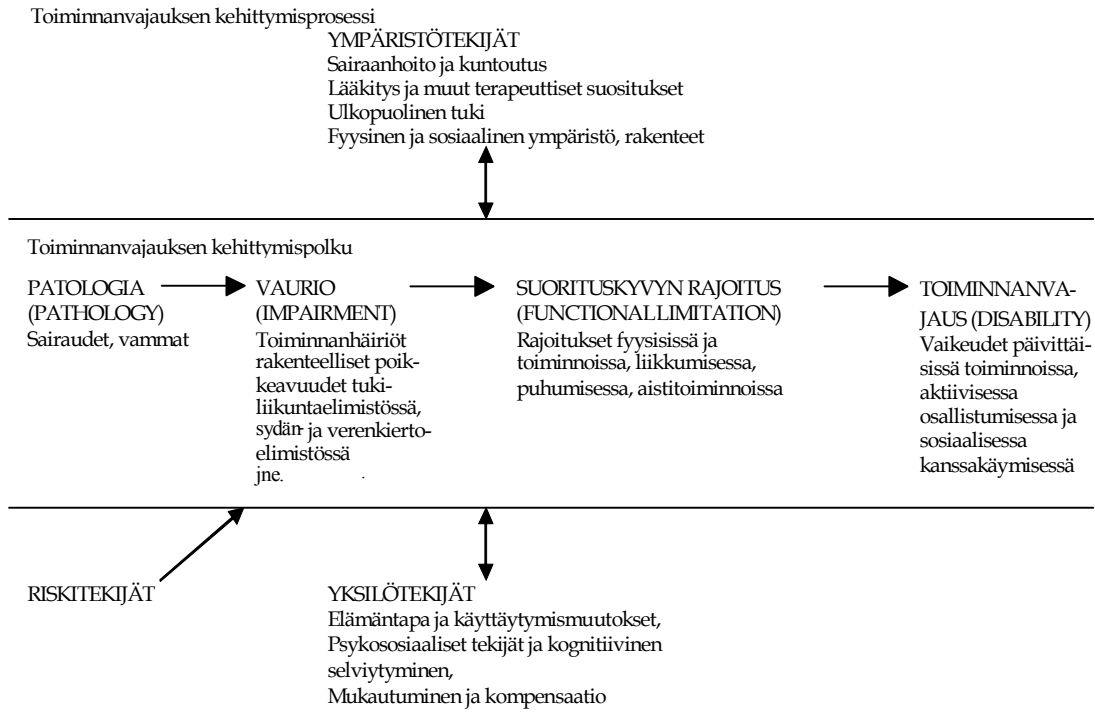 Toiminnanvajauksen kehittymisprosessi
YMPÄRISTÖTEKIJÄT
Sairaanhoito ja kuntoutus
Lääkitys ja muut terapeuttiset suositukset
Ulkopuolinen tuki
Fyysinen ja sosiaalinen ympäristö, rakenteet
Toiminnanvajauksen kehittymispolku
PATOLOGIA
(PATHOLOGY)
Sairaudet, vammat
VAURIO
(IMPAIRMENT)
Toiminnanhäiriöt
rakenteelliset poik-
keavuudet tuki-
liikuntaelimistössä,
sydän- ja verenkierto-
elimistössä
jne.
SUORITUSKYVYN RAJOITUS
(FUNCTIONAL LIMITATION)
Rajoitukset fyysisissä ja
toiminnoissa, liikkumisessa,
puhumisessa, aistitoiminnoissa
TOIMINNANVA-
JAUS (DISABILITY)
Vaikeudet päivittäi-
sissä toiminnoissa,
aktiivisessa
osallistumisessa ja
sosiaalisessa
kanssakäymisessä
RISKITEKIJÄT
YKSILÖTEKIJÄT
Elämäntapa ja käyttäytymismuutokset,
Psykososiaaliset tekijät ja kognitiivinen
selviytyminen,
Mukautuminen ja kompensaatio